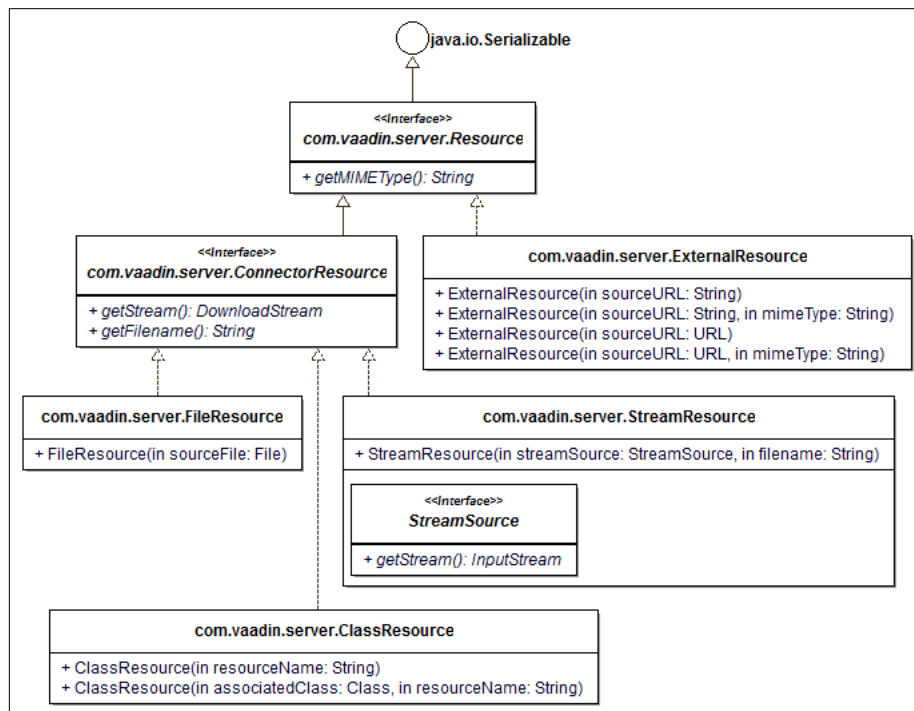 java.io.Serializable
<<Interface>>
com.vaadin.server.Resource
+ getMIMEType(): String
<<Interface>>
com.vaadin.server.ConnectorResource
+ getStream(): DownloadStream
+ getFilename(): String
com.vaadin.server.ExternalResource
+ ExternalResource(in sourceURL: String)
+ ExternalResource(in sourceURL: String, in mimeType: String)
+ ExternalResource(in sourceURL: URL)
+ ExternalResource(in sourceURL: URL, in mimeType: String)
com.vaadin.server.FileResource
+ FileResource(in sourceFile: File)
com.vaadin.server.StreamResource
+ StreamResource(in streamSource: StreamSource, in filename: String)
<<Interface>>
StreamSource
+ getStream(): InputStream
com.vaadin.server.ClassResource
+ ClassResource(in resourceName: String)
+ ClassResource(in associatedClass: Class, in resourceName: String)